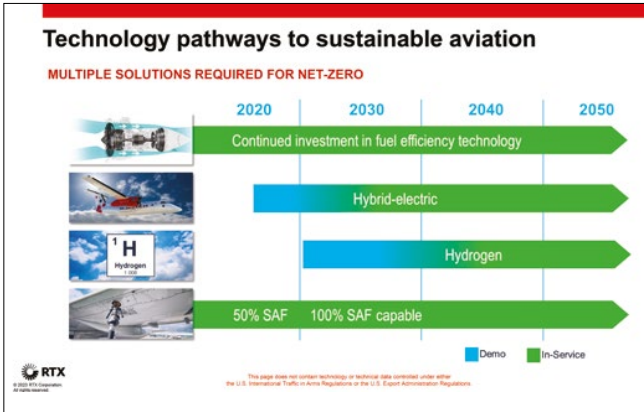 Technology pathways to sustainable aviation
MULTIPLE SOLUTIONS REQUIRED FOR NET-ZERO
2020 2030 2040 2050
Continued investment in fuel efficiency technology
Hybrid-electric
1
H
Hydrogen
1.008
Hydrogen
50% SAF 100% SAF capable
Demo In-Service
RTX
© 2023 RTX Corporation.
All rights reserved.
This page does not contain technology or technical data controlled under either
the U.S. International Traffic in Arms Regulations or the U.S. Export Administration Regulations